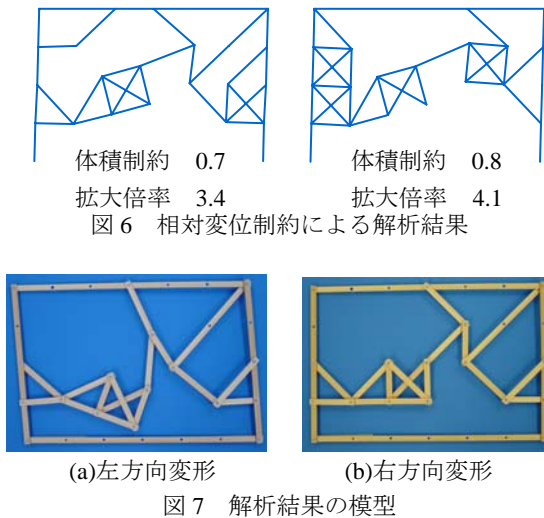 体積制約 0.7
拡大倍率 3.4
体積制約 0.8
拡大倍率 4.1
図 6 相対変位制約による解析結果
(a)左方向変形
(b)右方向変形
図 7 解析結果の模型